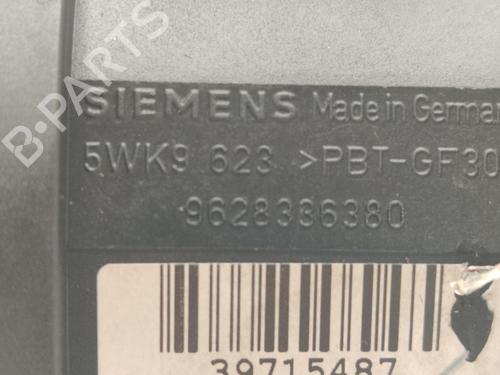 B-PARTS
SIEMENS Made in German
5WK9 623 >PBT-GF30
9628336380
39715487